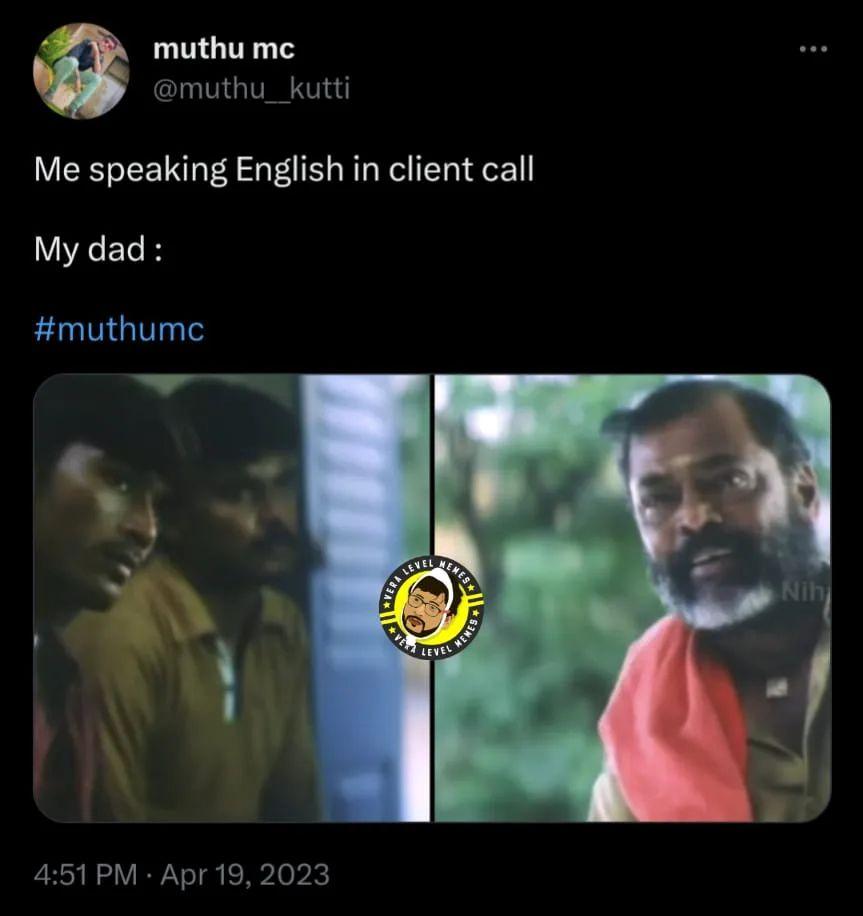 muthu mc
@muthu__kutti
Me speaking English in client call
My dad :
#muthumc
VERA LEVEL MEMES
VERA LEVEL MEMES
Nih
4:51 PM · Apr 19, 2023